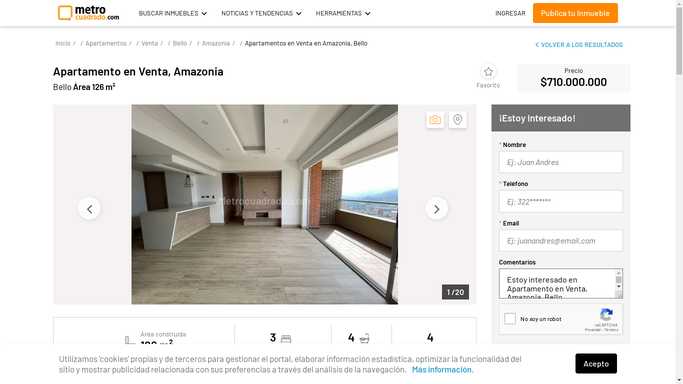 metro
cuadrado.com
BUSCAR INMUEBLES
NOTICIAS Y TENDENCIAS
HERRAMIENTAS
INGRESAR
Publica tu Inmueble
Inicio / / Apartamentos / / Venta / / Bello / / Amazonia / Apartamentos en Venta en Amazonia, Bello
< VOLVER A LOS RESULTADOS
Apartamento en Venta, Amazonia
Bello Área 126 m²
Favorito
Precio
$710.000.000
Metrocuadrado.com
1 / 20
¡Estoy Interesado!
* Nombre
Ej: Juan Andres
* Telefono
Ej: 322*******
* Email
Ej: juanandres@email.com
Comentarios
Estoy interesado en
Apartamento en Venta,
Amazonia, Bello
No soy un robot
reCAPTCHA
Privacidad - Términos
Área construida
m²
3
4
4
Utilizamos 'cookies' propias y de terceros para gestionar el portal, elaborar información estadística, optimizar la funcionalidad del
sitio y mostrar publicidad relacionada con sus preferencias a través del análisis de la navegación. Más información.
Acepto